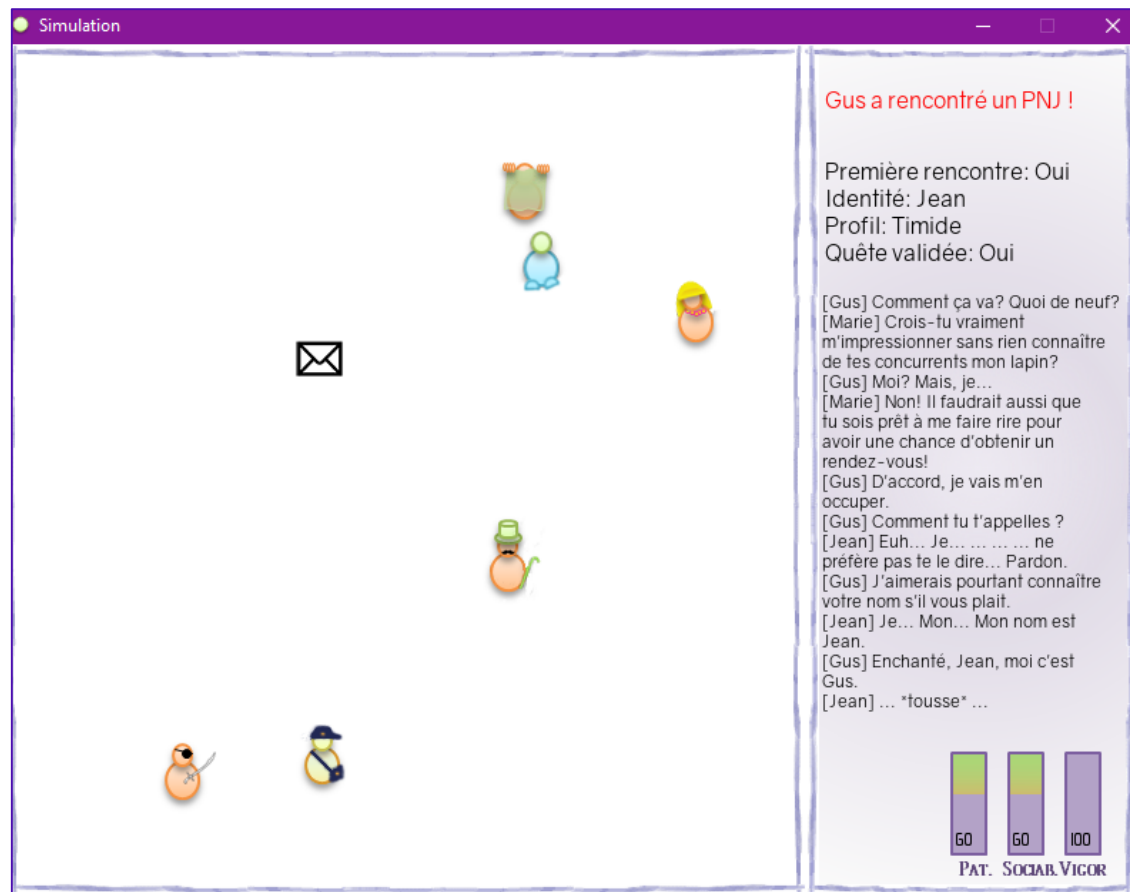 Simulation
Gus a rencontré un PNJ !
Première rencontre: Oui
Identité: Jean
Profil: Timide
Quête validée: Oui
[Gus] Comment ça va? Quoi de neuf?
[Marie] Crois-tu vraiment
m'impressionner sans rien connaître
de tes concurrents mon lapin?
[Gus] Moi? Mais, je...
[Marie] Non! Il faudrait aussi que
tu sois prêt à me faire rire pour
avoir une chance d'obtenir un
rendez-vous!
[Gus] D'accord, je vais m'en
occuper.
[Gus] Comment tu t'appelles ?
[Jean] Euh... Je... ... ... ... ne
préfère pas te le dire... Pardon.
[Gus] J'aimerais pourtant connaître
votre nom s'il vous plait.
[Jean] Je... Mon... Mon nom est
Jean.
[Gus] Enchanté, Jean, moi c'est
Gus.
[Jean] ... *tousse* ...
60 60 100
PAT. SOCIAB. VIGOR